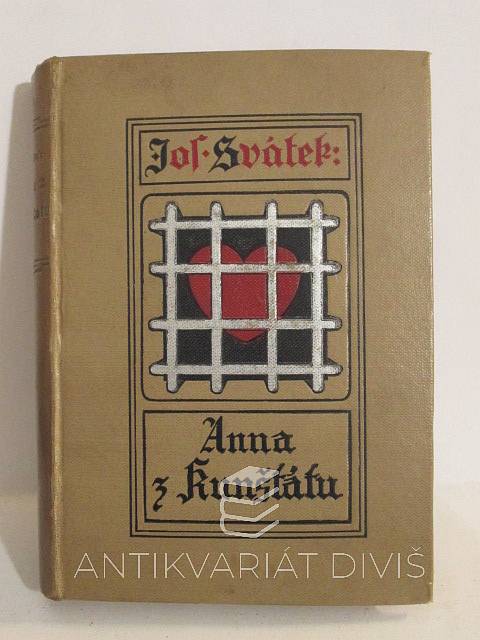 Jos. Svátek:
Anna
z Kunštátu
ANTIKVARIÁT DIVIŠ